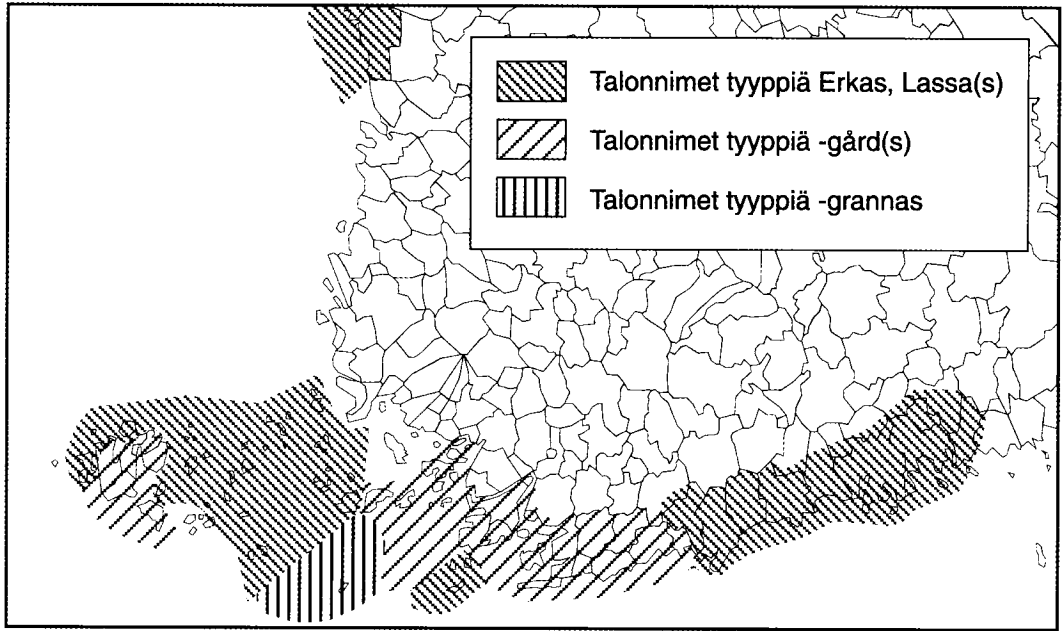 Talonnimet tyyppiä Erkas, Lassa(s)
Talonnimet tyyppiä -gård(s)
Talonnimet tyyppiä -grannas